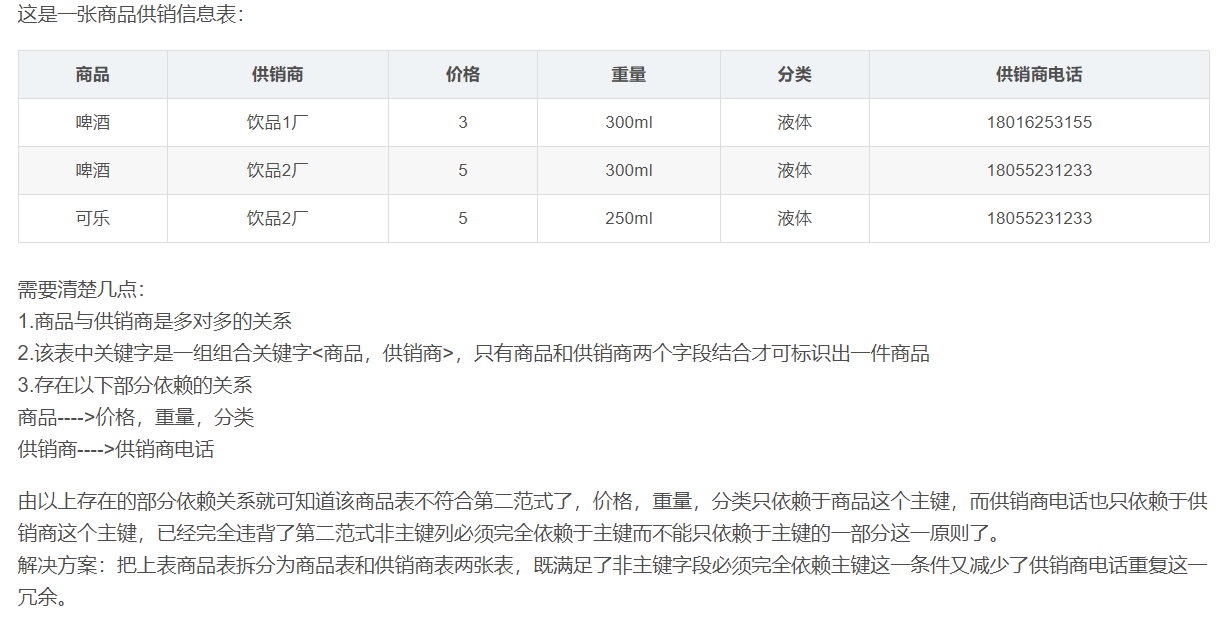 这是一张商品供销信息表：
商品 供销商 价格 重量 分类 供销商电话
啤酒 饮品1厂 3 300ml 液体 18016253155
啤酒 饮品2厂 5 300ml 液体 18055231233
可乐 饮品2厂 5 250ml 液体 18055231233
需要清楚几点：
1.商品与供销商是多对多的关系
2.该表中关键字是一组组合关键字<商品，供销商>，只有商品和供销商两个字段结合才可标识出一件商品
3.存在以下部分依赖的关系
商品---->价格，重量，分类
供销商---->供销商电话
由以上存在的部分依赖关系就可知道该商品表不符合第二范式了，价格，重量，分类只依赖于商品这个主键，而供销商电话也只依赖于供
销商这个主键，已经完全违背了第二范式非主键列必须完全依赖于主键而不能只依赖于主键的一部分这一原则了。
解决方案：把上表商品表拆分为商品表和供销商表两张表，既满足了非主键字段必须完全依赖主键这一条件又减少了供销商电话重复这一
冗余。